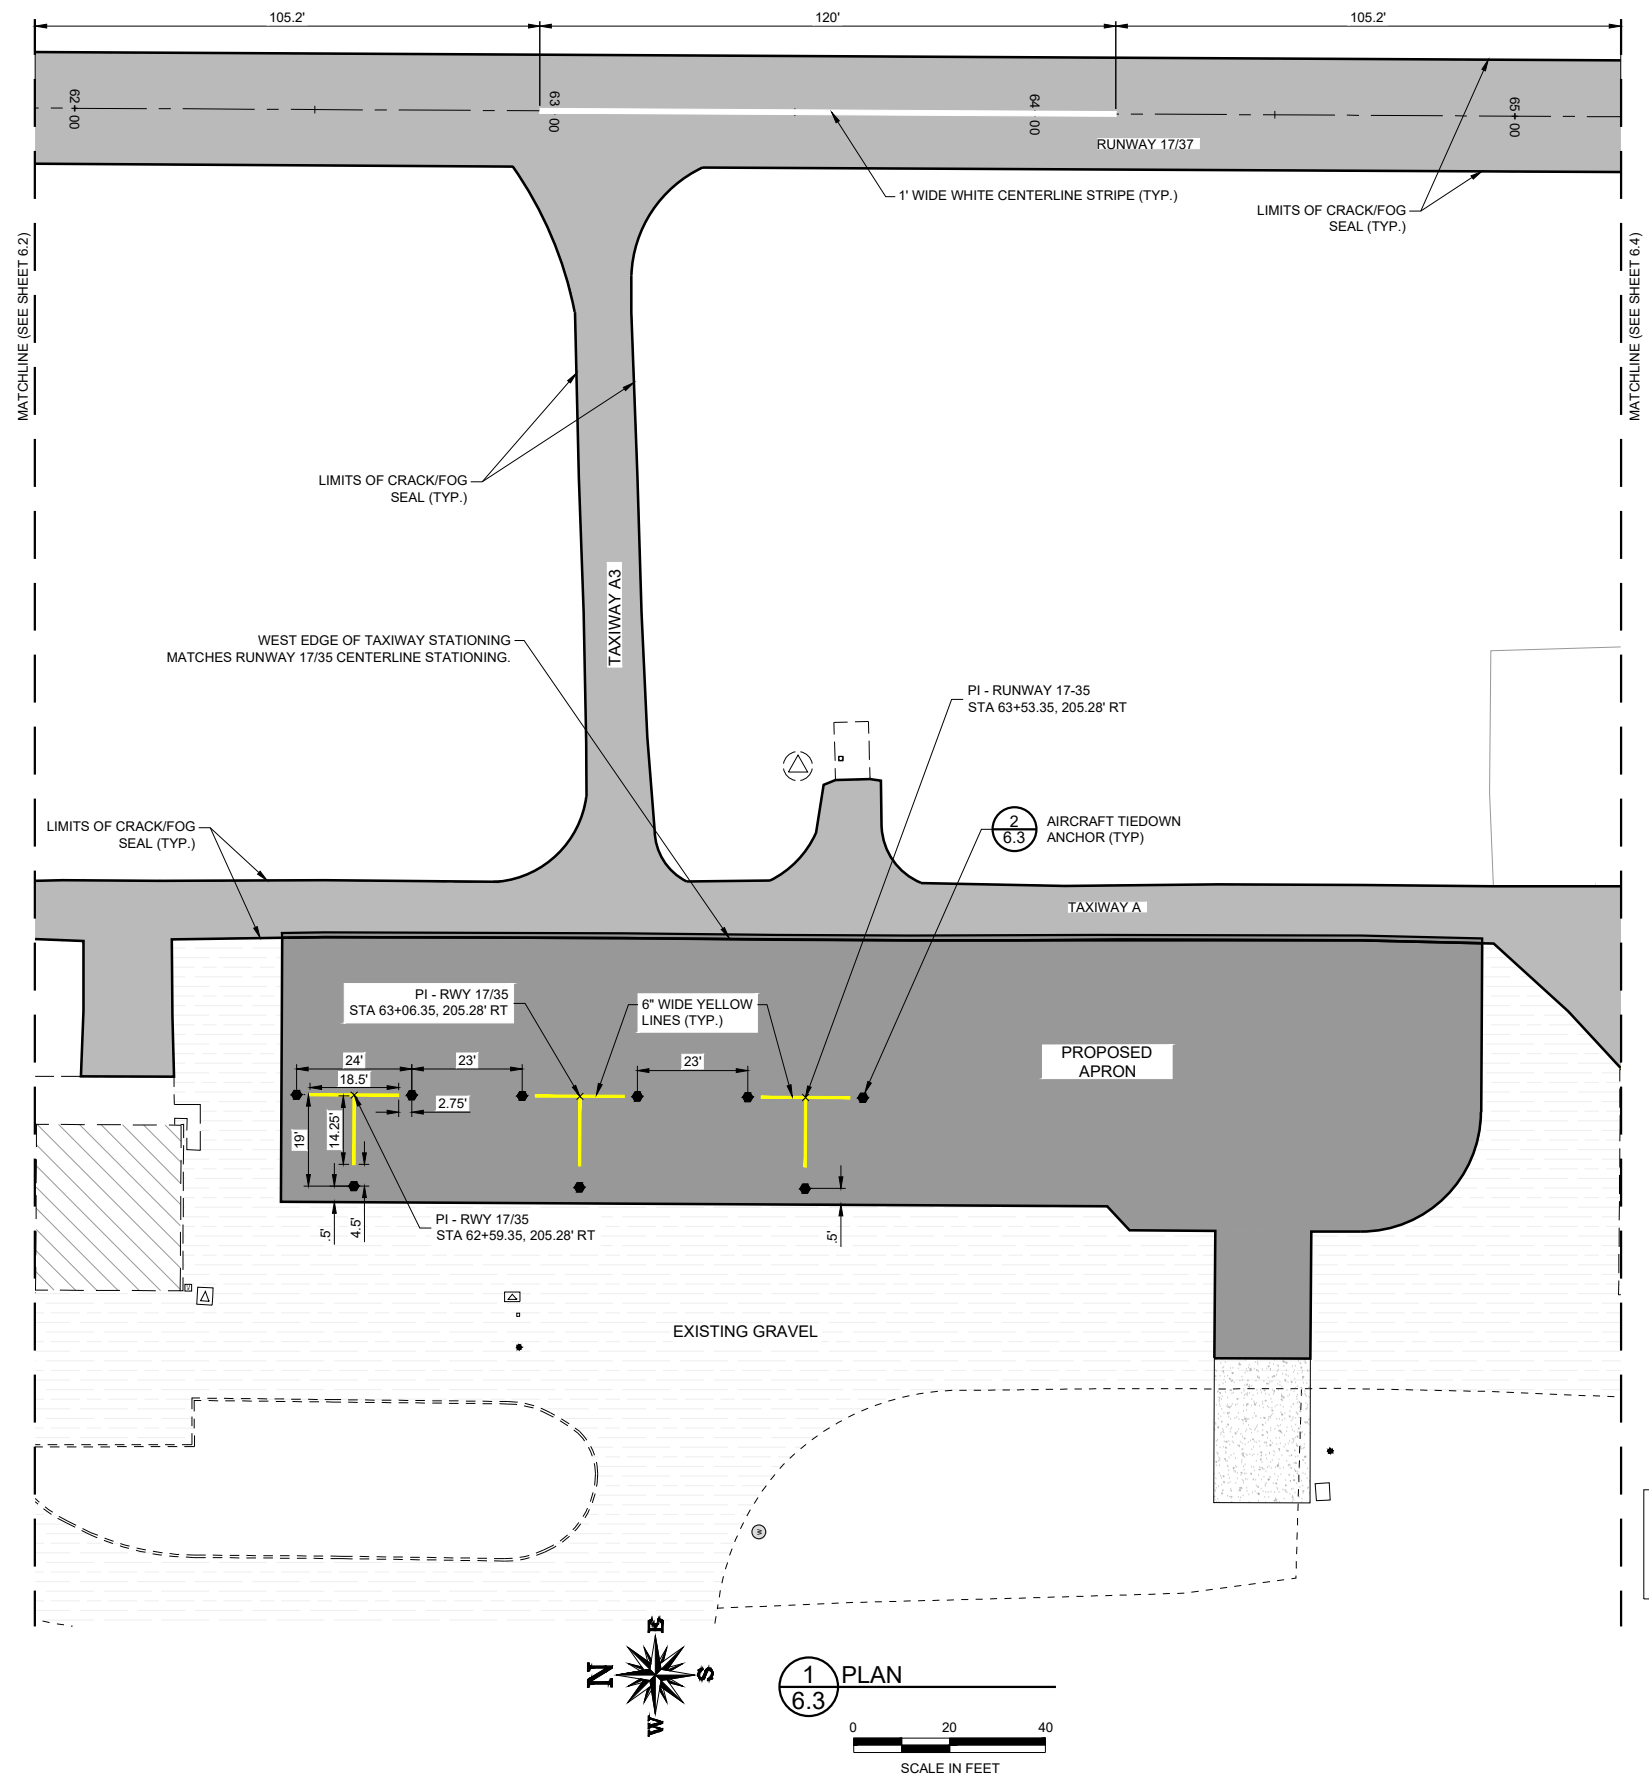 105.2'
120'
105.2'
62+00
63 00
64 00
65+00
RUNWAY 17/37
1' WIDE WHITE CENTERLINE STRIPE (TYP.)
LIMITS OF CRACK/FOG
SEAL (TYP.)
MATCHLINE (SEE SHEET 6.2)
MATCHLINE (SEE SHEET 6.4)
LIMITS OF CRACK/FOG
SEAL (TYP.)
TAXIWAY A3
WEST EDGE OF TAXIWAY STATIONING
MATCHES RUNWAY 17/35 CENTERLINE STATIONING.
PI - RUNWAY 17-35
STA 63+53.35, 205.28' RT
2
6.3
AIRCRAFT TIEDOWN
ANCHOR (TYP)
LIMITS OF CRACK/FOG
SEAL (TYP.)
TAXIWAY A
PI - RWY 17/35
STA 63+06.35, 205.28' RT
6" WIDE YELLOW
LINES (TYP.)
PROPOSED
APRON
24'
23'
23'
18.5'
2.75'
19'
14.25'
.5'
4.5'
.5'
PI - RWY 17/35
STA 62+59.35, 205.28' RT
EXISTING GRAVEL
W
E
N
S
W
1
6.3
PLAN
0
20
40
SCALE IN FEET